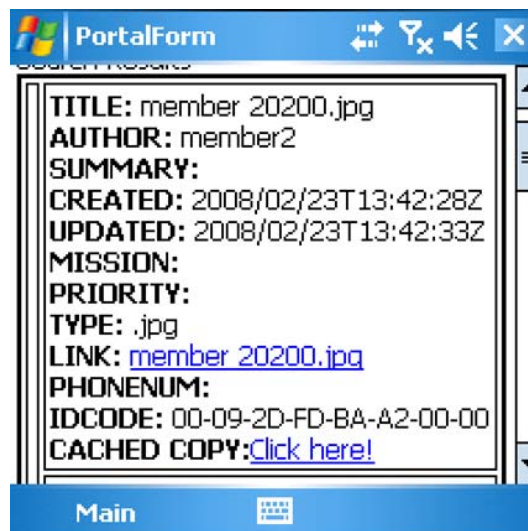 PortalForm
Search Results
TITLE: member 20200.jpg
AUTHOR: member2
SUMMARY:
CREATED: 2008/02/23T13:42:28Z
UPDATED: 2008/02/23T13:42:33Z
MISSION:
PRIORITY:
TYPE: .jpg
LINK: member 20200.jpg
PHONENUM:
IDCODE: 00-09-2D-FD-BA-A2-00-00
CACHED COPY:Click here!
Main